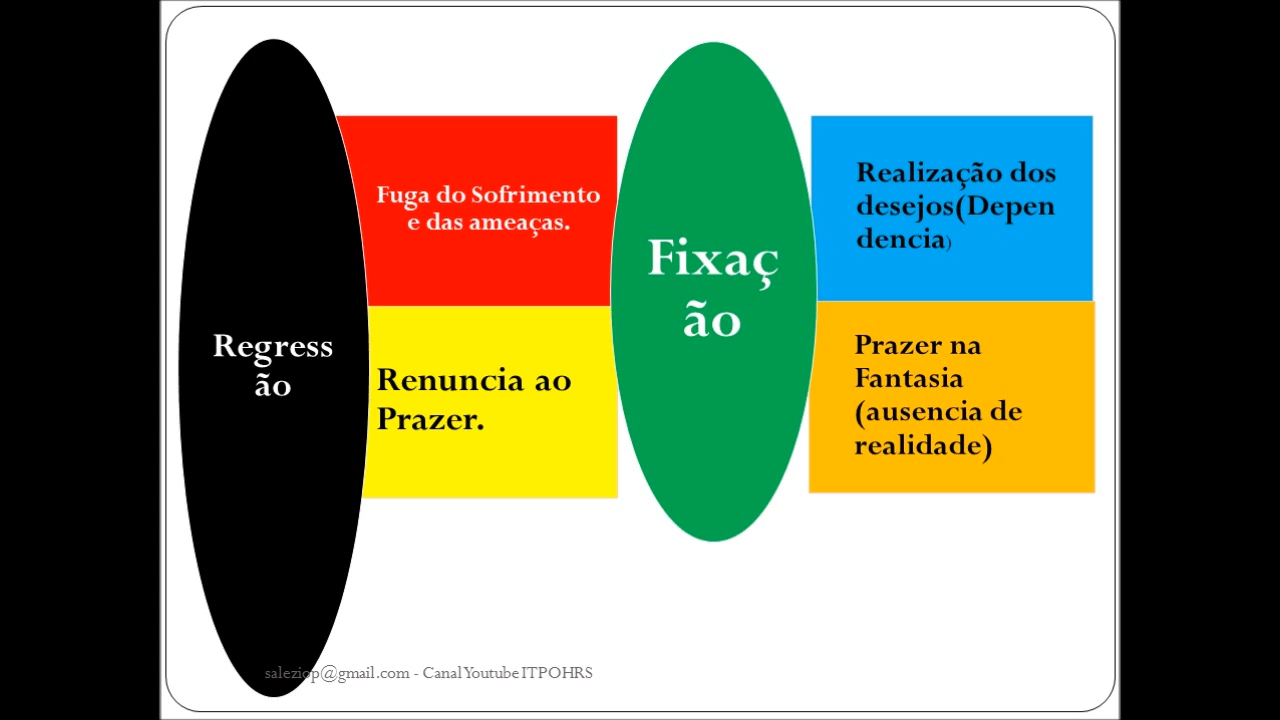 Regress
ão
Fuga do Sofrimento
e das ameaças.
Renuncia ao
Prazer.
Fixaç
ão
Realização dos
desejos(Depen
dencia)
Prazer na
Fantasia
(ausencia de
realidade)
saleziop@gmail.com - Canal Youtube ITPOHRS